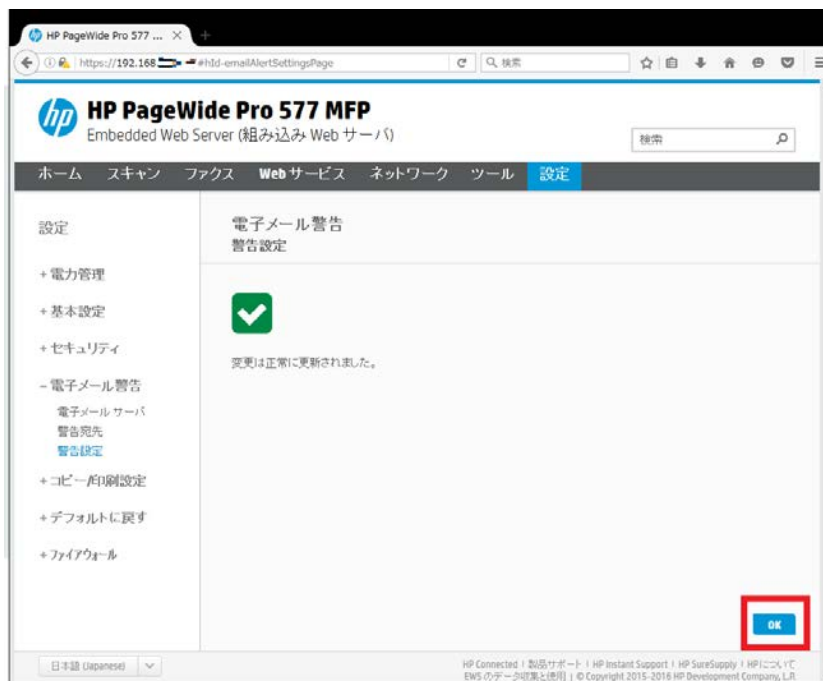 HP PageWide Pro 577 ...
https://192.168 #hId-emailAlertSettingsPage
検索
hp
HP PageWide Pro 577 MFP
Embedded Web Server (組み込み Web サーバ)
検索
ホーム スキャン ファクス Webサービス ネットワーク ツール 設定
設定
電子メール警告
警告設定
+ 電力管理
+ 基本設定
+ セキュリティ
変更は正常に更新されました。
- 電子メール警告
電子メール サーバ
警告宛先
警告設定
+ コピー/印刷設定
+ デフォルトに戻す
+ ファイアウォール
OK
日本語 (Japanese)
HP Connected | 製品サポート | HP Instant Support | HP SureSupply | HPについて
EWS のデータ収集と使用 | © Copyright 2015-2016 HP Development Company, L.P.